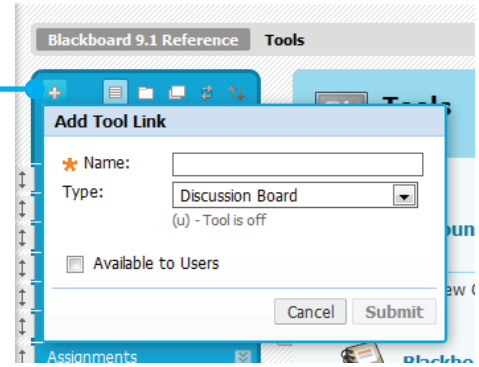 Blackboard 9.1 Reference Tools
Tools
Add Tool Link
* Name:
Type: Discussion Board
(u) - Tool is off
Available to Users
Cancel Submit
Assignments